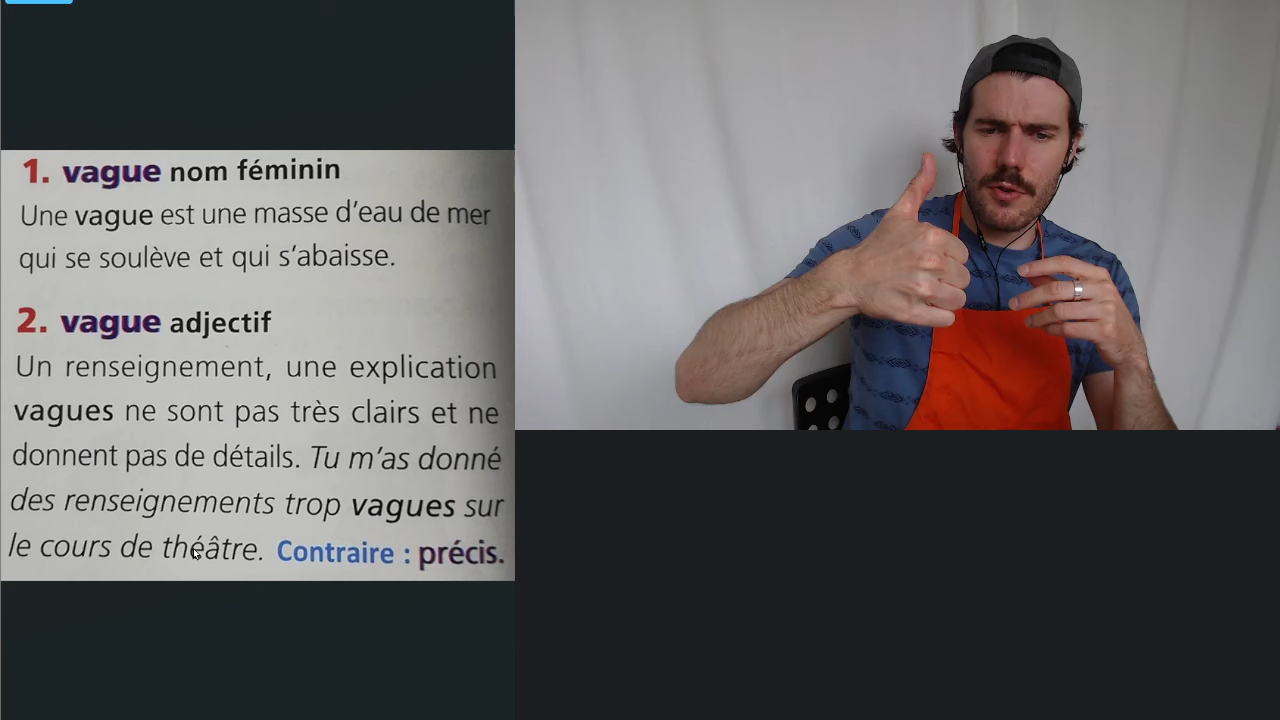 1. vague nom féminin
Une vague est une masse d'eau de mer
qui se soulève et qui s'abaisse.
2. vague adjectif
Un renseignement, une explication
vagues ne sont pas très clairs et ne
donnent pas de détails. Tu m'as donné
des renseignements trop vagues sur
le cours de théâtre. Contraire : précis.